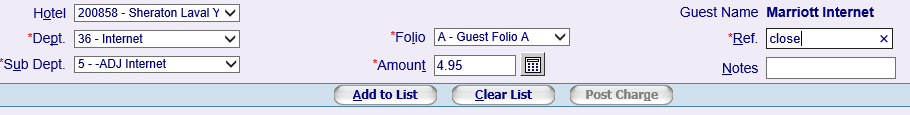 Hotel 200858 - Sheraton Laval Y Guest Name Marriott Internet
*Dept. 36 - Internet *Folio A - Guest Folio A *Ref. close ×
*Sub Dept. 5 - -ADJ Internet *Amount 4.95 Notes
Add to List Clear List Post Charge